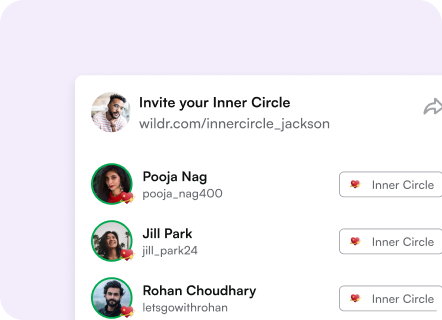 Invite your Inner Circle
wildr.com/innercircle_jackson
Pooja Nag
pooja_nag400
Inner Circle
Jill Park
jill_park24
Inner Circle
Rohan Choudhary
letsgowithrohan
Inner Circle